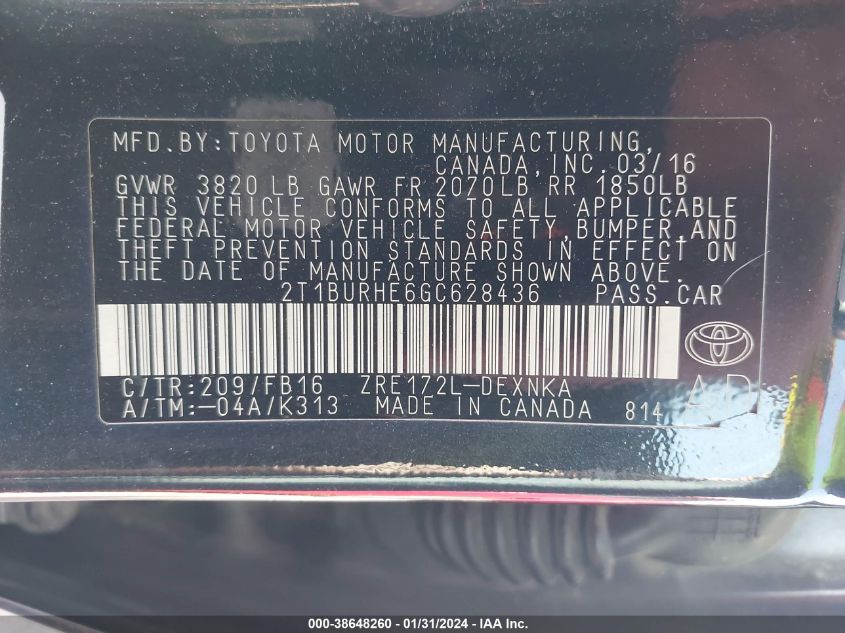 MFD.BY:TOYOTA MOTOR MANUFACTURING,
CANADA,INC. 03/16
GVWR 3820 LB GAWR FR 2070LB RR 1850LB
THIS VEHICLE CONFORMS TO ALL APPLICABLE
FEDERAL MOTOR VEHICLE SAFETY,BUMPER,AND
THEFT PREVENTION STANDARDS IN EFFECT ON
THE DATE OF MANUFACTURE SHOWN ABOVE.
2T1BURHE6GC628436 PASS.CAR
C/TR:209/FB16 ZRE172L-DEXNKA
A/TM:-04A/K313 MADE IN CANADA 814
AD
000-38648260 - 01/31/2024 - IAA Inc.